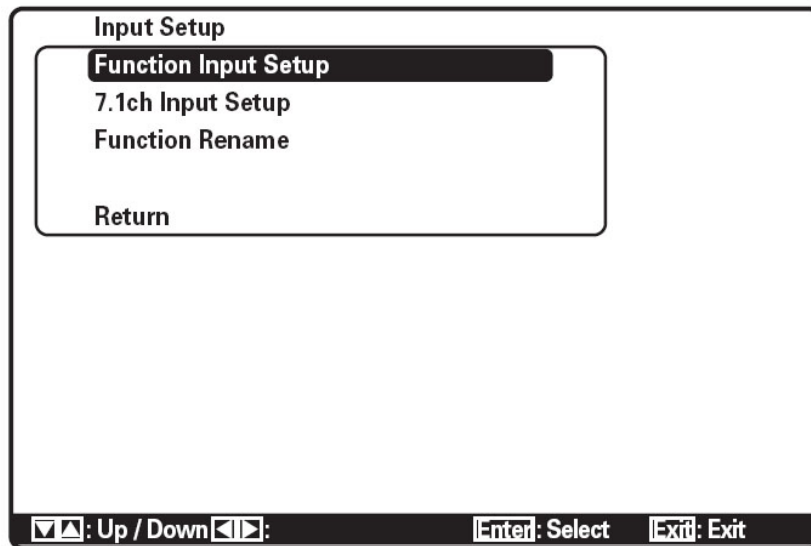 Input Setup
Function Input Setup
7.1ch Input Setup
Function Rename
Return
▼▲: Up / Down ◀▶: Enter: Select Exit: Exit